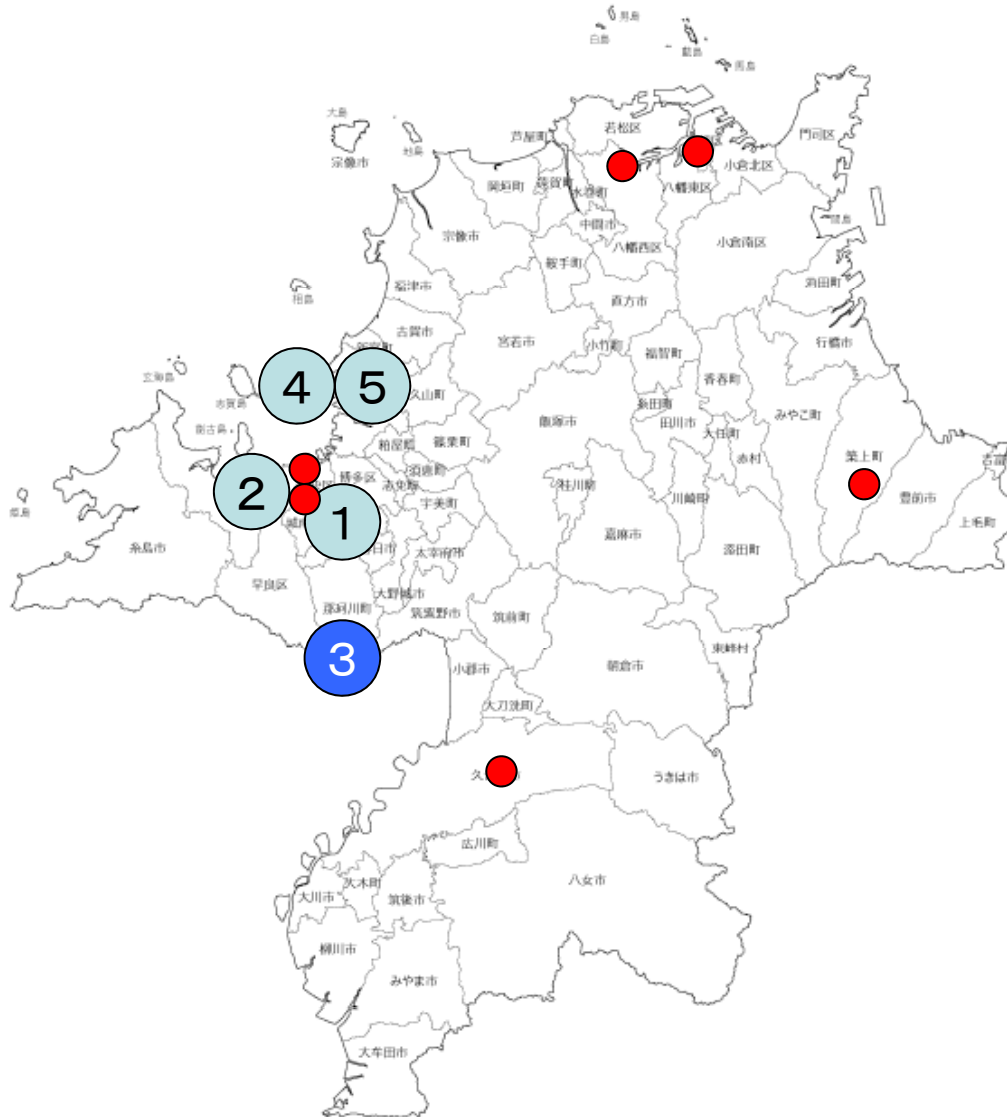 男島
白島
藍島
馬島
大島
宗像市
地島
芦屋町
若松区
門司区
小倉北区
岡垣町
遠賀町
水巻町
八幡東区
中間市
宗像市
八幡西区
小倉南区
鞍手町
苅田町
福津市
直方市
相島
古賀市
宮若市
小竹町
福智町
行橋市
香春町
玄界島
志賀島
4
5
久山町
糸田町
田川市
みやこ町
飯塚市
大任町
粕屋町
篠栗町
赤村
築上町
2
博多区
須恵町
志免町
桂川町
川崎町
豊前市
姫島
1
宇美町
上毛町
糸島市
嘉麻市
添田町
太宰府市
早良区
大野城市
那珂川町
筑紫野市
筑前町
東峰村
3
小郡市
朝倉市
大刀洗町
うきは市
広川町
八女市
大川市
大木町
筑後市
柳川市
みやま市
大牟田市